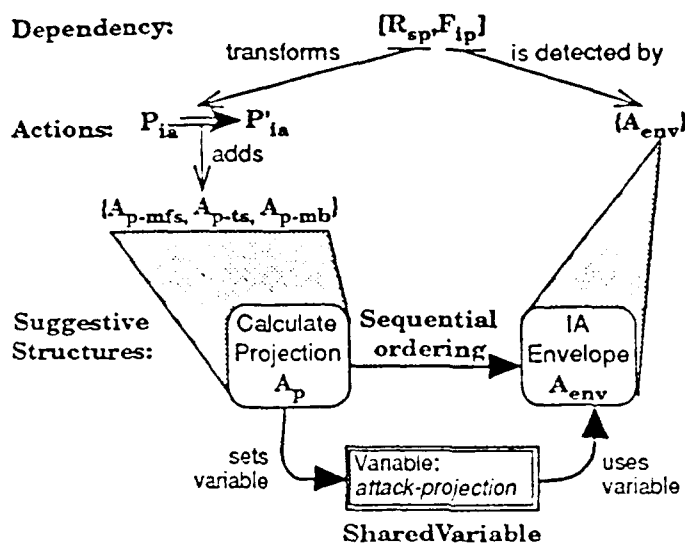 Dependency: [R_sp, F_ip]
transforms is detected by
Actions: P_ia P'_ia {A_env}
adds
{A_p-mfs, A_p-ts, A_p-mb}
Suggestive Structures:
Calculate Projection A_p
Sequential ordering
IA Envelope A_env
sets variable
Variable: attack-projection
uses variable
SharedVariable